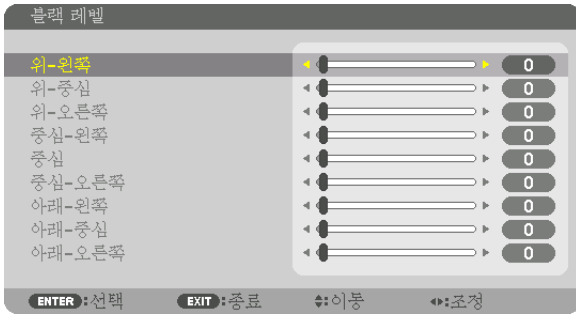 블랙 레벨
위-왼쪽 0
위-중심 0
위-오른쪽 0
중심-왼쪽 0
중심 0
중심-오른쪽 0
아래-왼쪽 0
아래-중심 0
아래-오른쪽 0
ENTER:선택 EXIT:종료 :이동 :조정